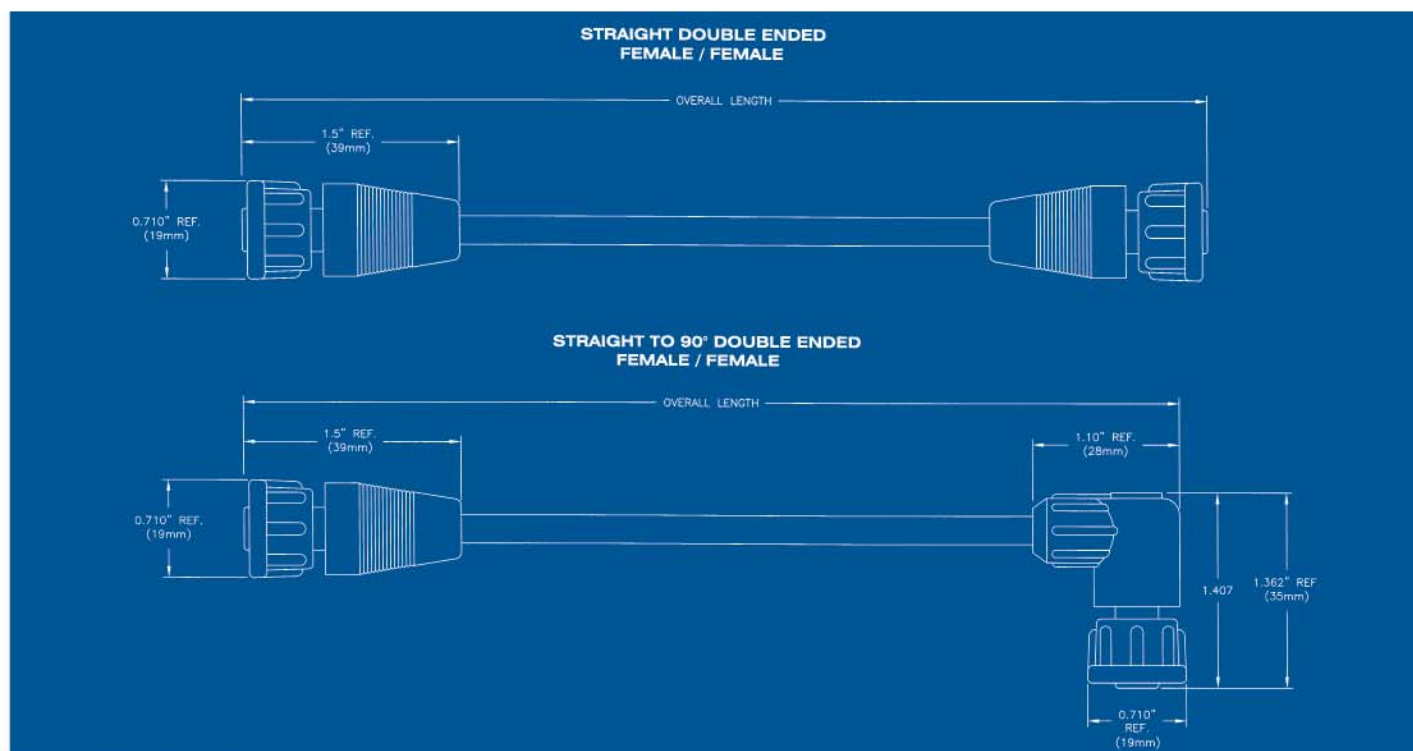 STRAIGHT DOUBLE ENDED
FEMALE / FEMALE
OVERALL LENGTH
1.5" REF.
(39mm)
0.710" REF.
(19mm)
STRAIGHT TO 90° DOUBLE ENDED
FEMALE / FEMALE
OVERALL LENGTH
1.5" REF.
(39mm)
1.10" REF.
(28mm)
0.710" REF.
(19mm)
1.407
1.362" REF
(35mm)
0.710"
REF.
(19mm)